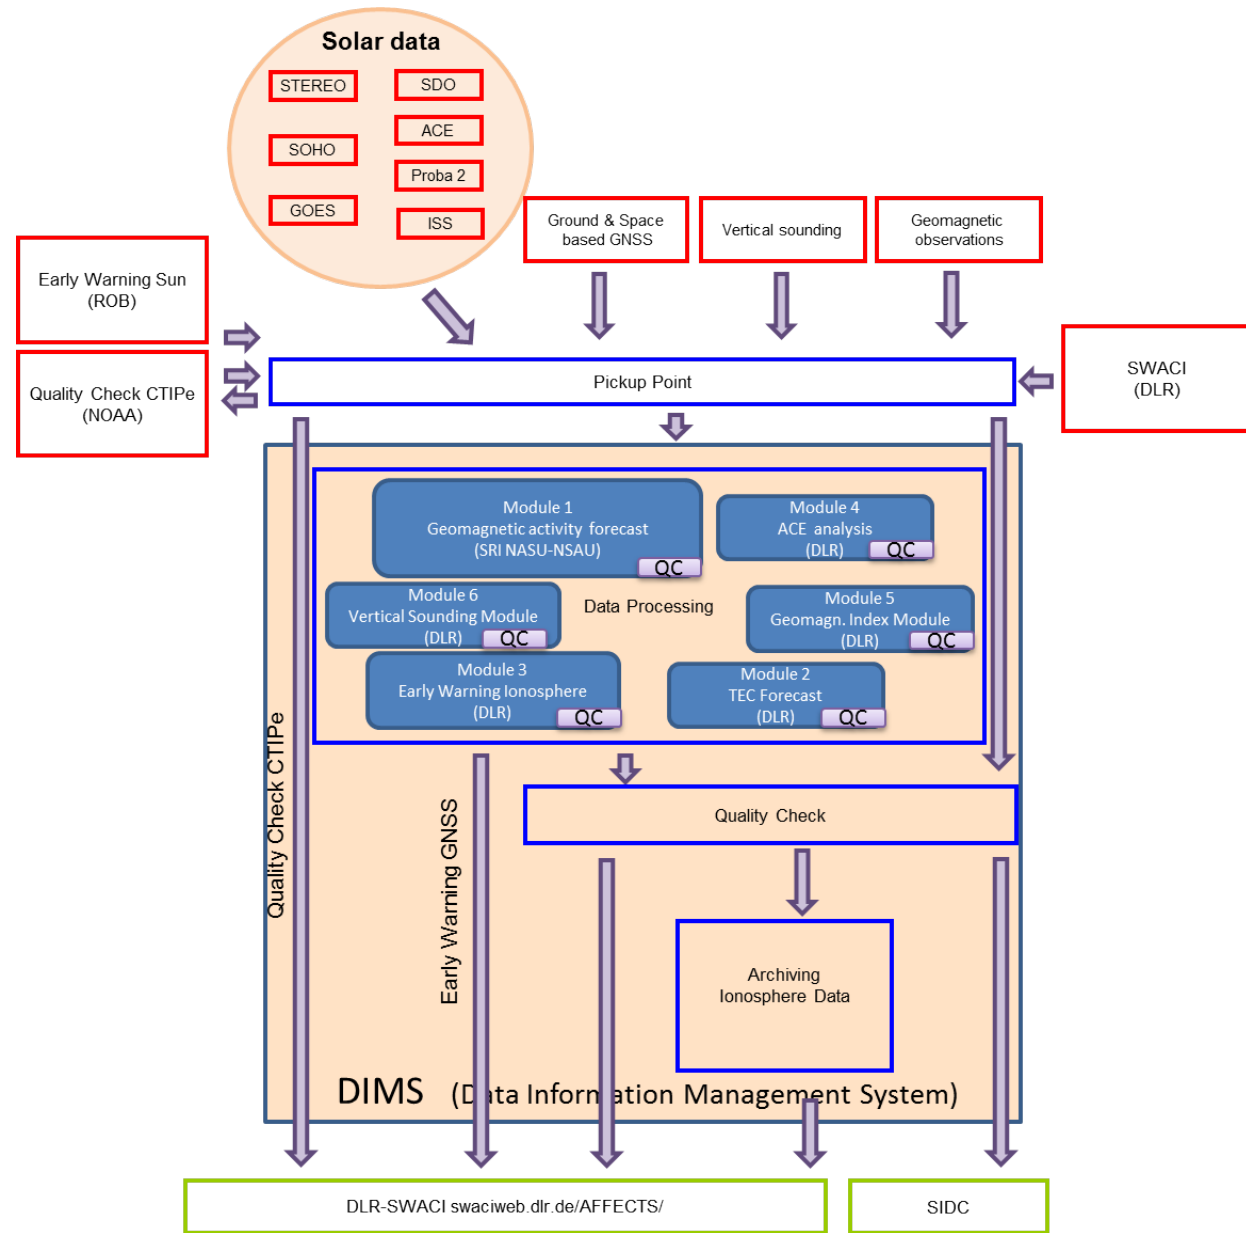 Solar data
STEREO
SDO
ACE
SOHO
Proba 2
GOES
ISS
Ground & Space
based GNSS
Vertical sounding
Geomagnetic
observations
Early Warning Sun
(ROB)
Quality Check CTIPe
(NOAA)
Pickup Point
SWACI
(DLR)
Module 1
Geomagnetic activity forecast
(SRI NASU-NSAU)
QC
Module 4
ACE analysis
(DLR)
QC
Module 6
Vertical Sounding Module
(DLR)
QC
Data Processing
Module 5
Geomagn. Index Module
(DLR)
QC
Module 3
Early Warning Ionosphere
(DLR)
QC
Module 2
TEC Forecast
(DLR)
QC
Quality Check CTIPe
Early Warning GNSS
Quality Check
Archiving
Ionosphere Data
DIMS (Data Information Management System)
DLR-SWACI swaciweb.dlr.de/AFFECTS/
SIDC